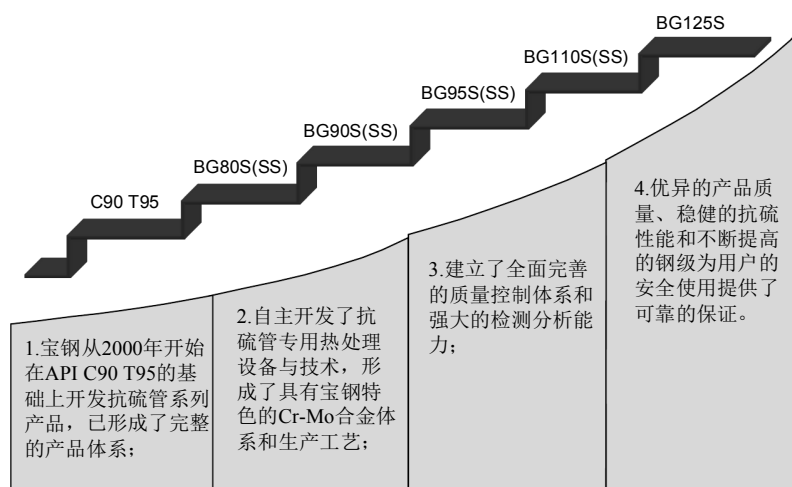 BG125S
BG110S(SS)
BG95S(SS)
BG90S(SS)
BG80S(SS)
C90 T95
1.宝钢从2000年开始
在API C90 T95的基
础上开发抗硫管系列
产品，已形成了完整
的产品体系；
2.自主开发了抗
硫管专用热处理
设备与技术，形
成了具有宝钢特
色的Cr-Mo合金体
系和生产工艺；
3.建立了全面完善
的质量控制体系和
强大的检测分析能
力；
4.优异的产品质
量、稳健的抗硫
性能和不断提高
的钢级为用户的
安全使用提供了
可靠的保证。